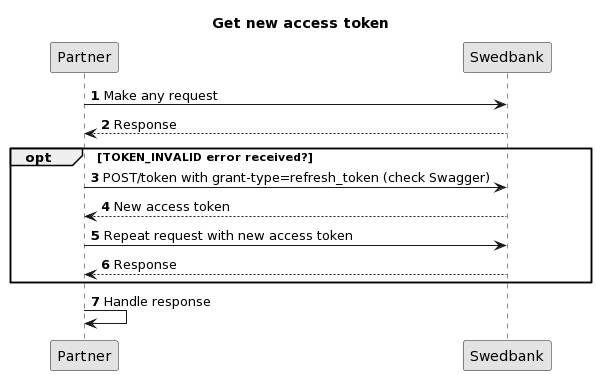 Get new access token
Partner
Swedbank
1 Make any request
2 Response
opt
[TOKEN_INVALID error received?]
3 POST/token with grant-type=refresh_token (check Swagger)
4 New access token
5 Repeat request with new access token
6 Response
7 Handle response
Partner
Swedbank